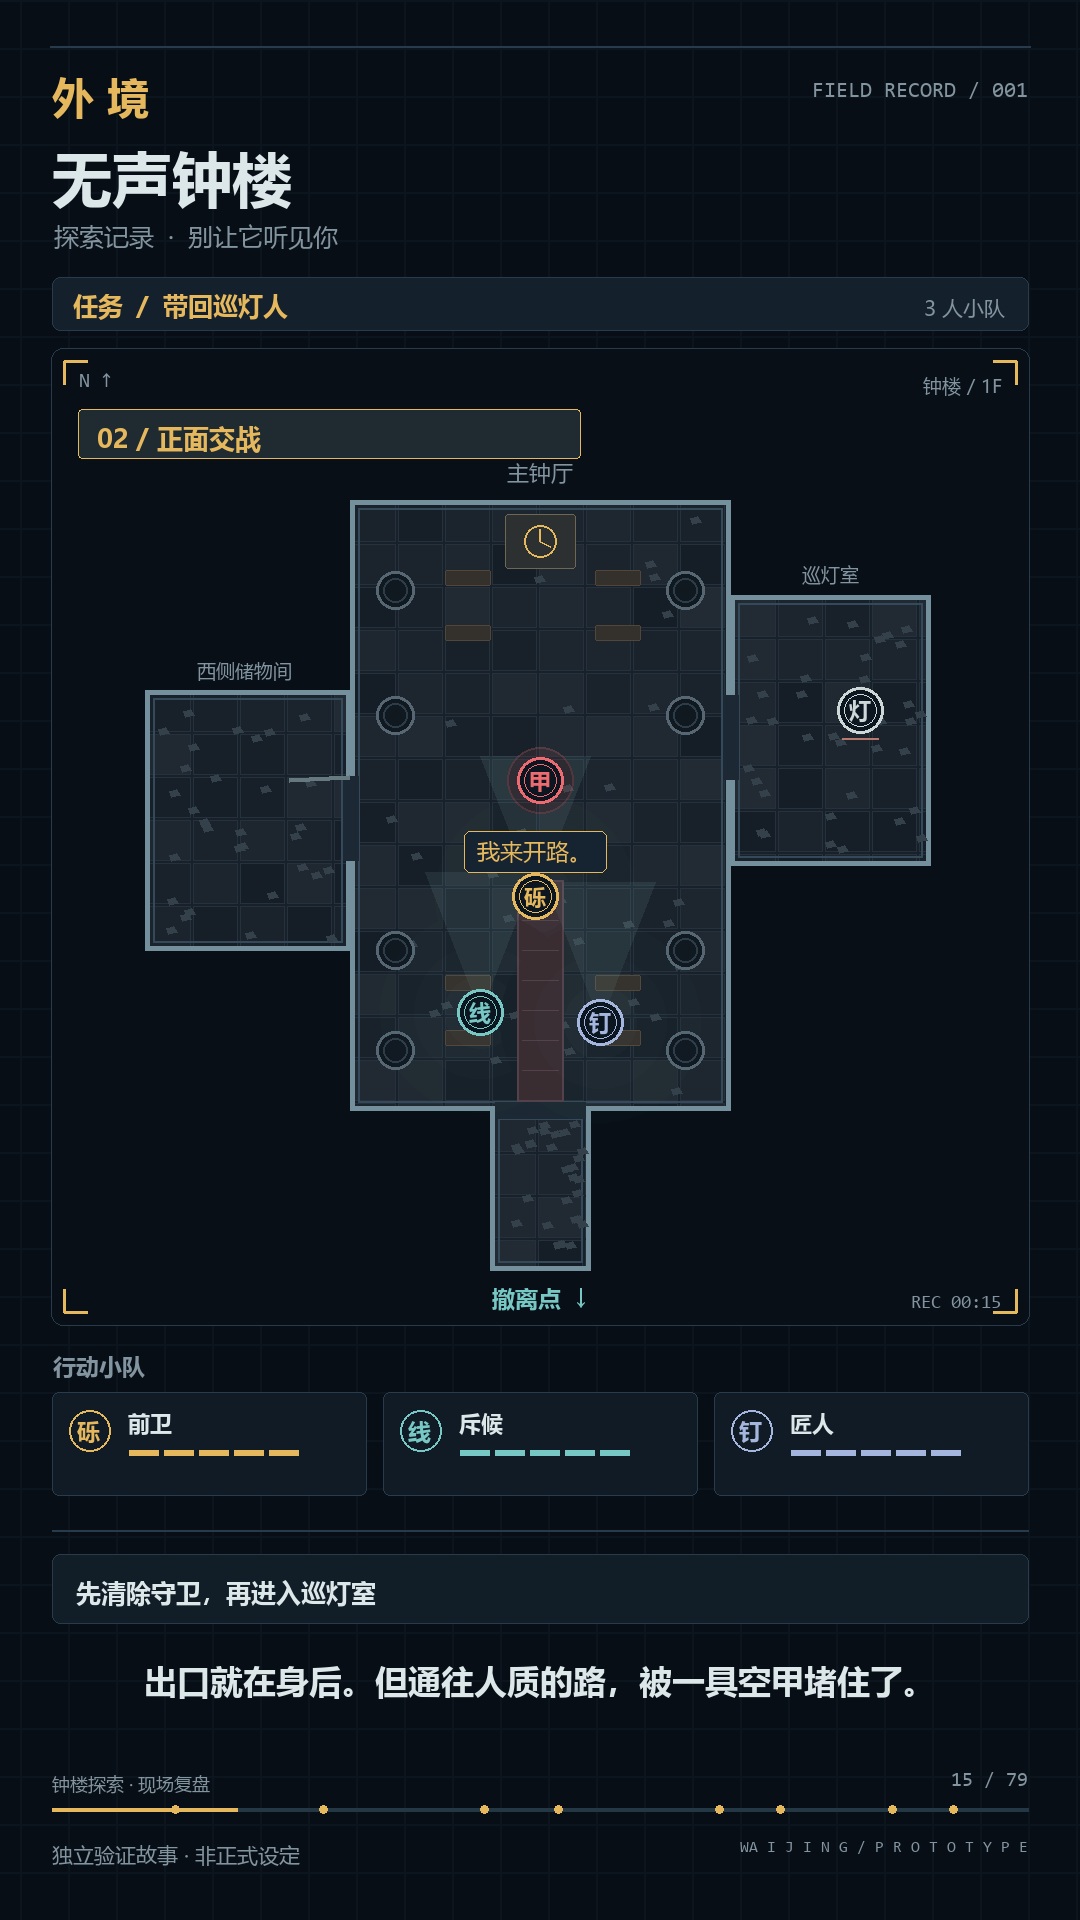 外 境
FIELD RECORD / 001
无声钟楼
探索记录 · 别让它听见你
任务 / 带回巡灯人
3 人小队
N ↑
钟楼 / 1F
02 / 正面交战
主钟厅
巡灯室
西侧储物间
灯
甲
我来开路。
砾
线
钉
撤离点 ↓
REC 00:15
行动小队
砾 前卫
线 斥候
钉 匠人
先清除守卫，再进入巡灯室
出口就在身后。但通往人质的路，被一具空甲堵住了。
钟楼探索 · 现场复盘
15 / 79
独立验证故事 · 非正式设定
WAIJING/PROTOTYPE